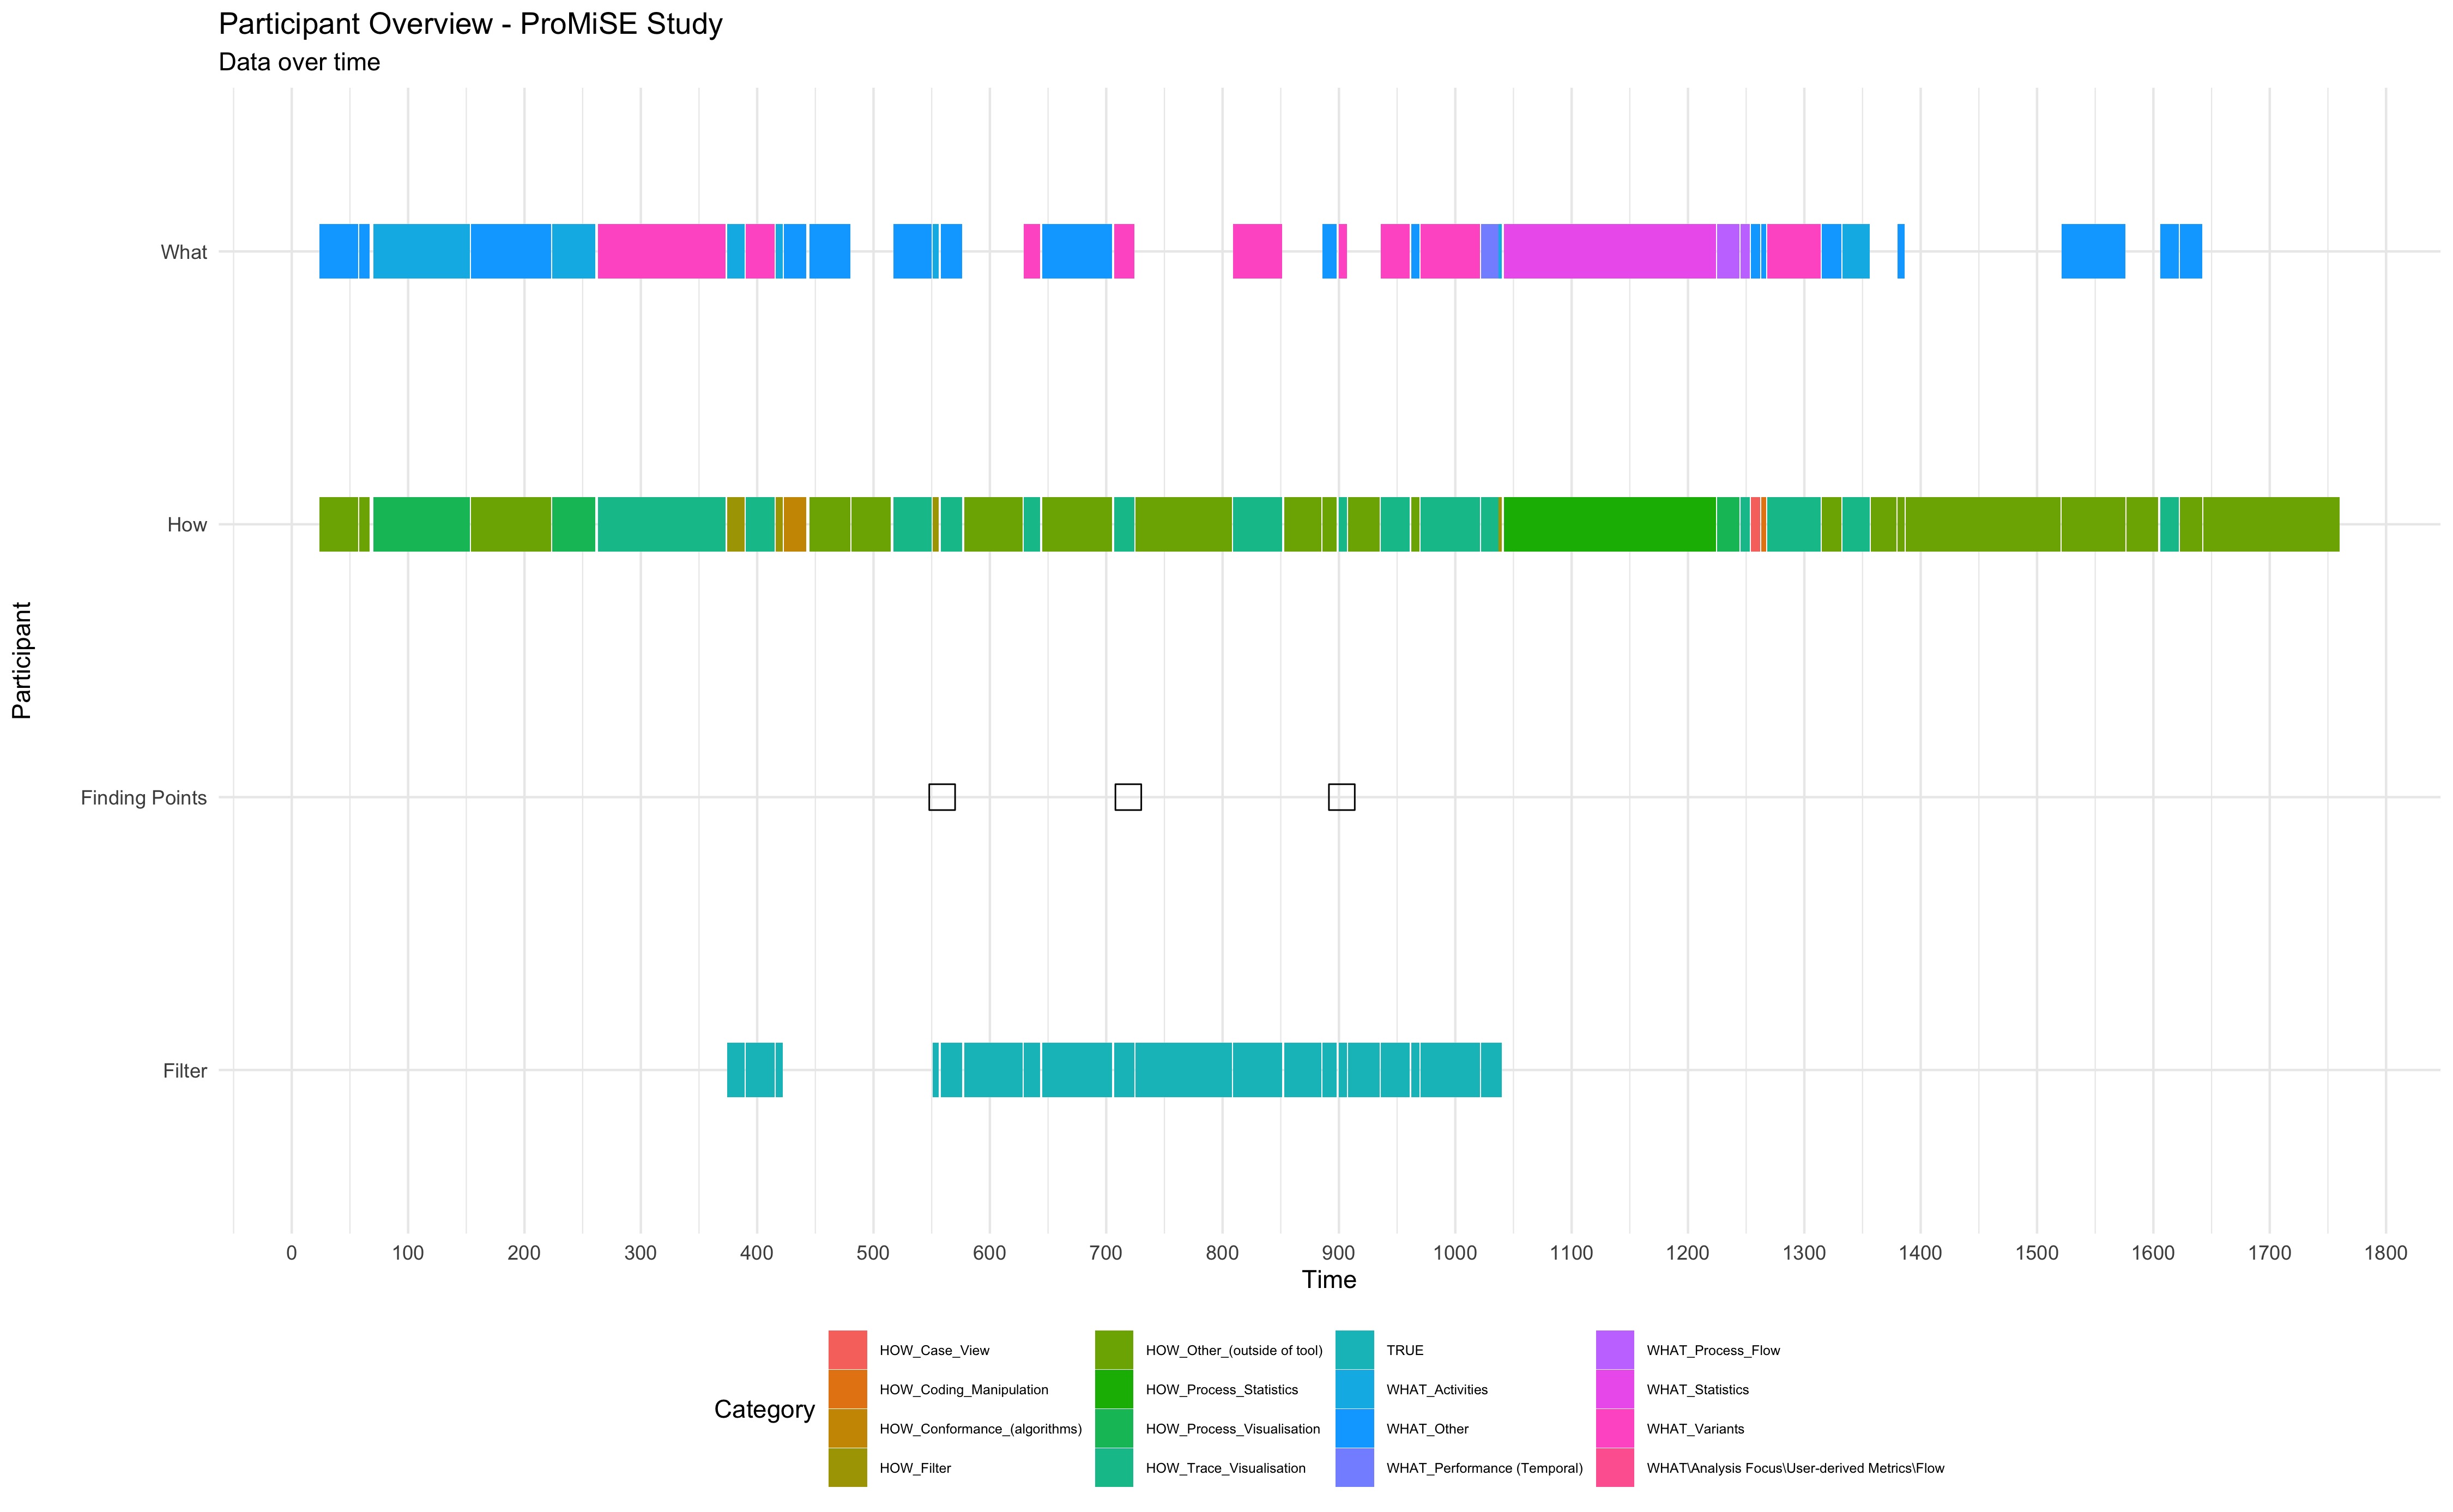 Participant Overview - ProMiSE Study
Data over time
What
How
Participant
Finding Points
Filter
0 100 200 300 400 500 600 700 800 900 1000 1100 1200 1300 1400 1500 1600 1700 1800
Time
Category
HOW_Case_View
HOW_Coding_Manipulation
HOW_Conformance_(algorithms)
HOW_Filter
HOW_Other_(outside of tool)
HOW_Process_Statistics
HOW_Process_Visualisation
HOW_Trace_Visualisation
TRUE
WHAT_Activities
WHAT_Other
WHAT_Performance (Temporal)
WHAT_Process_Flow
WHAT_Statistics
WHAT_Variants
WHAT\Analysis Focus\User-derived Metrics\Flow